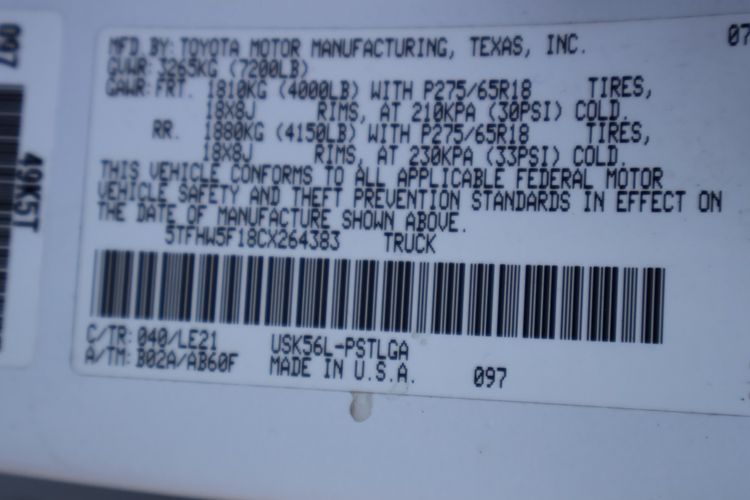 MFD.BY: TOYOTA MOTOR MANUFACTURING, TEXAS, INC. 07
GVWR: 3265KG (7200LB)
GAWR: FRT. 1810KG (4000LB) WITH P275/65R18 TIRES,
18X8J RIMS, AT 210KPA (30PSI) COLD.
RR. 1880KG (4150LB) WITH P275/65R18 TIRES,
18X8J RIMS, AT 230KPA (33PSI) COLD.
THIS VEHICLE CONFORMS TO ALL APPLICABLE FEDERAL MOTOR
VEHICLE SAFETY AND THEFT PREVENTION STANDARDS IN EFFECT ON
THE DATE OF MANUFACTURE SHOWN ABOVE.
5TFHW5F18CX264383 TRUCK
C/TR: 040/LE21 USK56L-PSTLGA
A/TM: B02A/AB60F MADE IN U.S.A. 097
097
49K5T